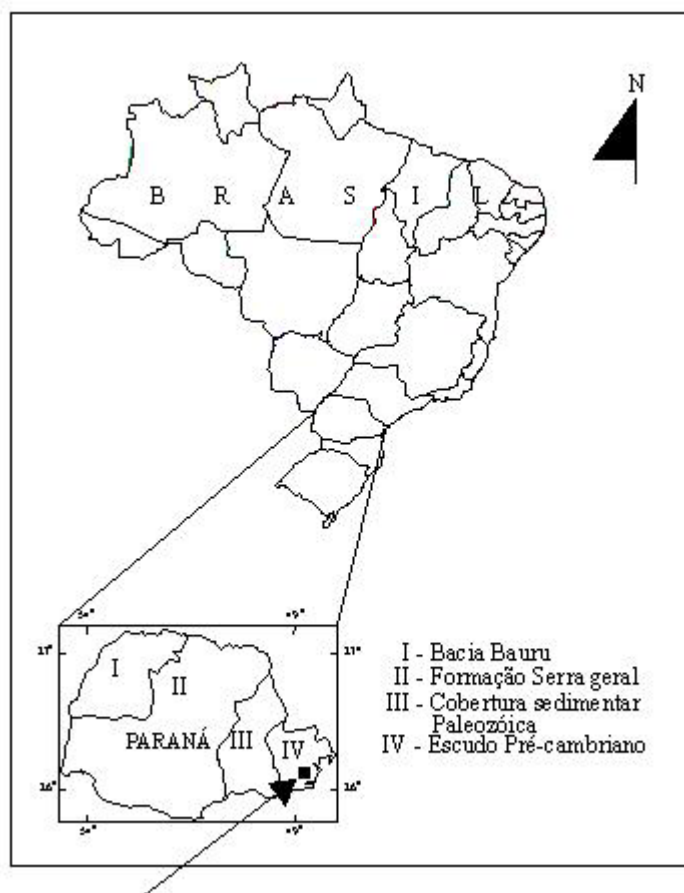 N
B R A S I L
I - Bacia Bauru
II - Formação Serra geral
III - Cobertura sedimentar
Paleozóica
IV - Escudo Pré-cambriano
I
II
PARANÁ
III
IV